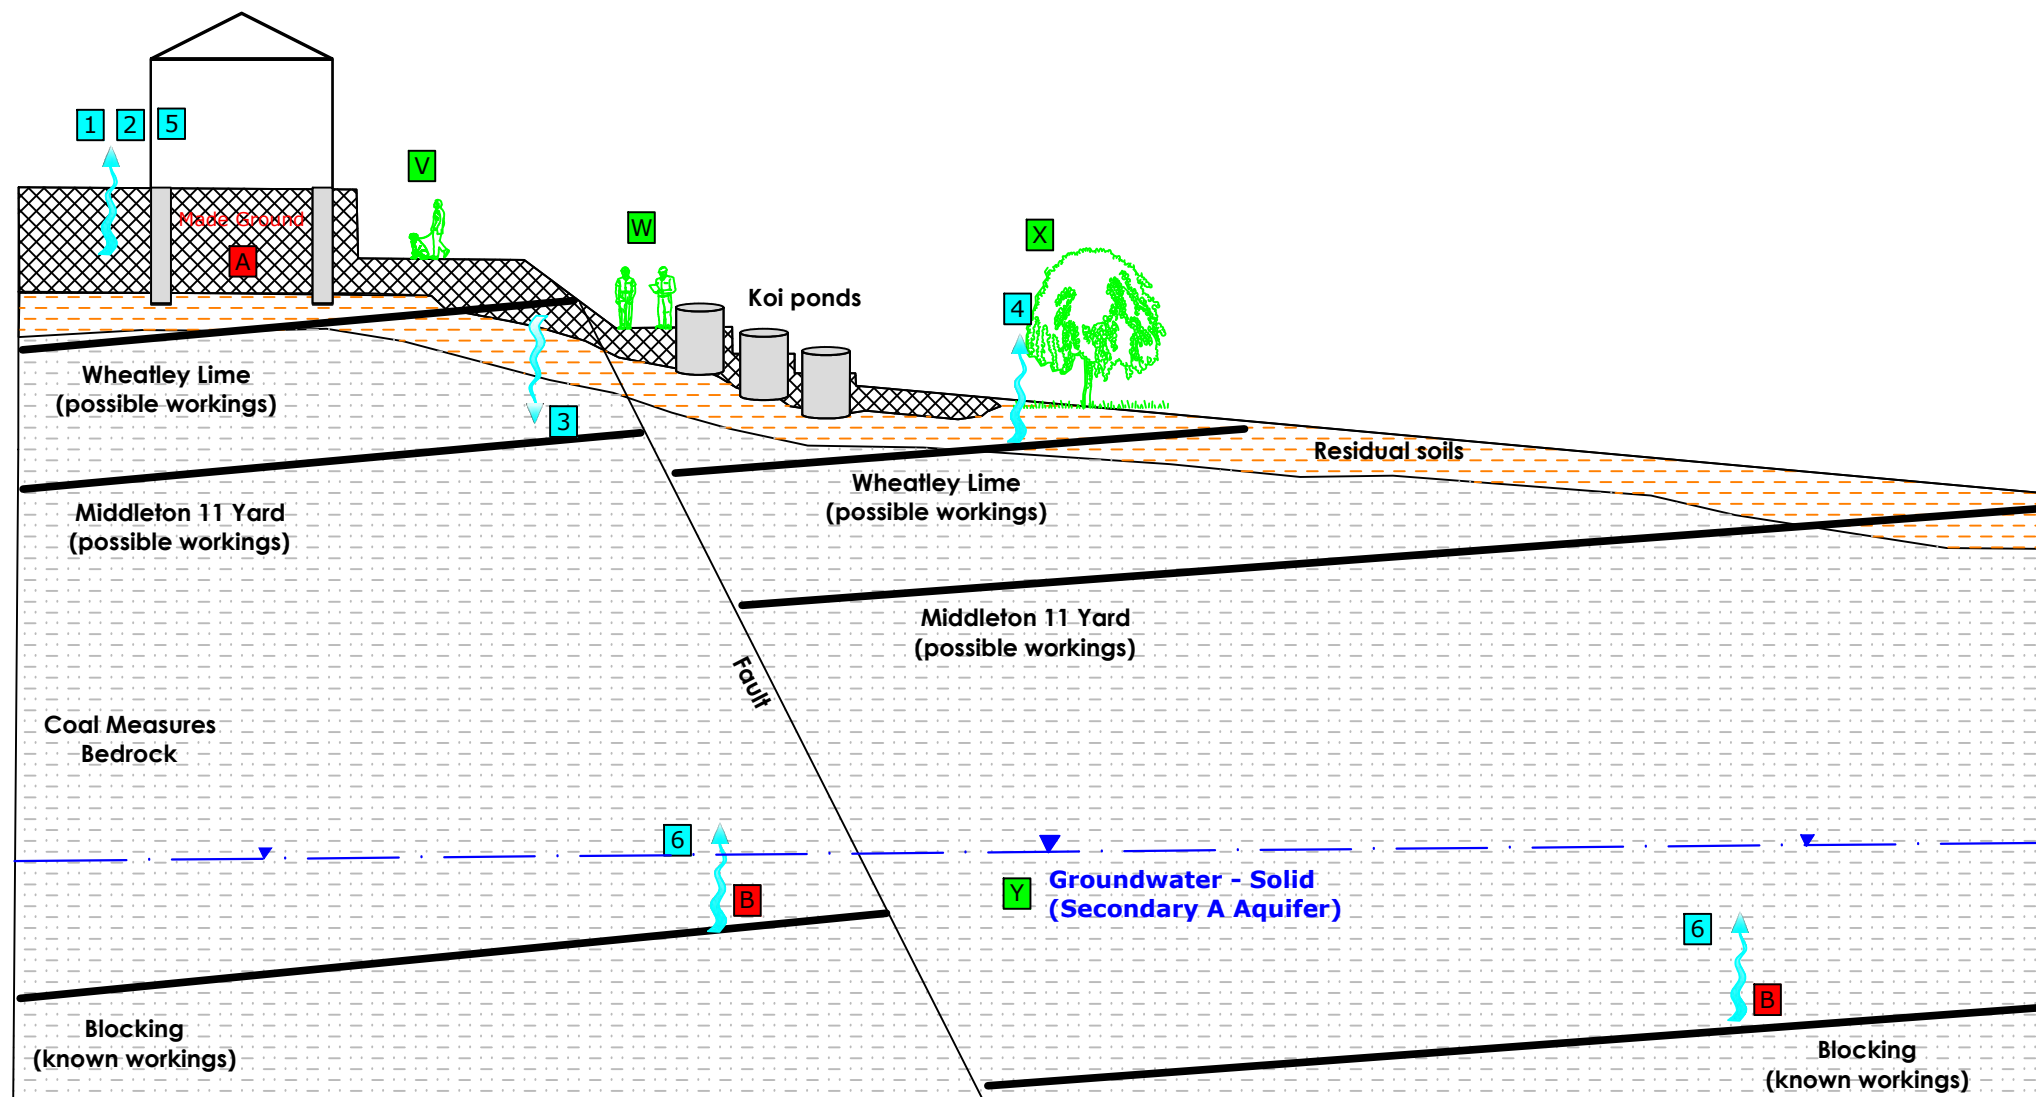 1 2 5
V
Made Ground
A
W
X
Koi ponds
4
Wheatley Lime
(possible workings)
3
Residual soils
Wheatley Lime
(possible workings)
Middleton 11 Yard
(possible workings)
Middleton 11 Yard
(possible workings)
Fault
Coal Measures
Bedrock
6
B
Y
Groundwater - Solid
(Secondary A Aquifer)
6
B
Blocking
(known workings)
Blocking
(known workings)